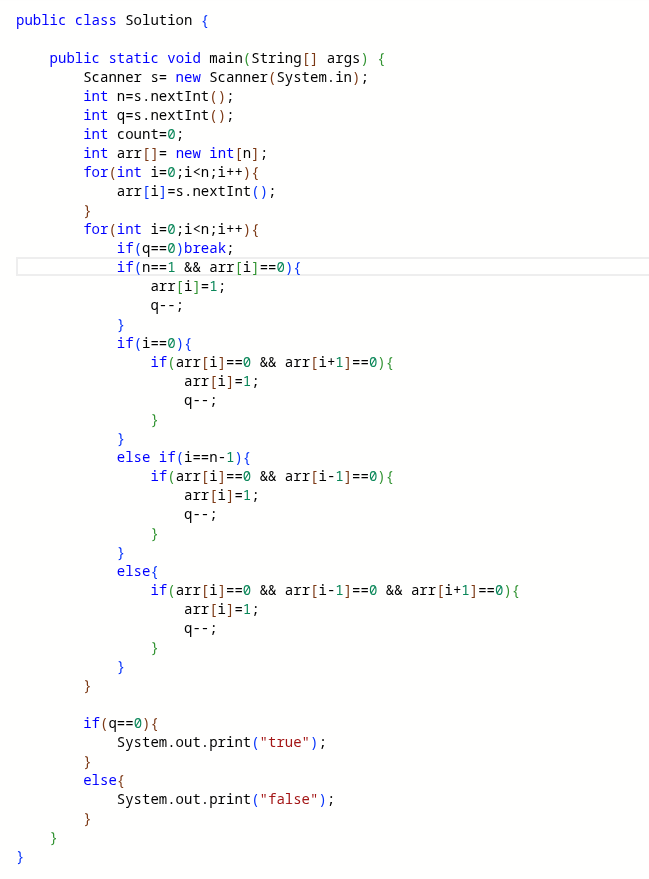 public class Solution {

    public static void main(String[] args) {
        Scanner s= new Scanner(System.in);
        int n=s.nextInt();
        int q=s.nextInt();
        int count=0;
        int arr[]= new int[n];
        for(int i=0;i<n;i++){
            arr[i]=s.nextInt();
        }
        for(int i=0;i<n;i++){
            if(q==0)break;
            if(n==1 && arr[i]==0){
                arr[i]=1;
                q--;
            }
            if(i==0){
                if(arr[i]==0 && arr[i+1]==0){
                    arr[i]=1;
                    q--;
                }
            }
            else if(i==n-1){
                if(arr[i]==0 && arr[i-1]==0){
                    arr[i]=1;
                    q--;
                }
            }
            else{
                if(arr[i]==0 && arr[i-1]==0 && arr[i+1]==0){
                    arr[i]=1;
                    q--;
                }
            }
        }

        if(q==0){
            System.out.print("true");
        }
        else{
            System.out.print("false");
        }
    }
}